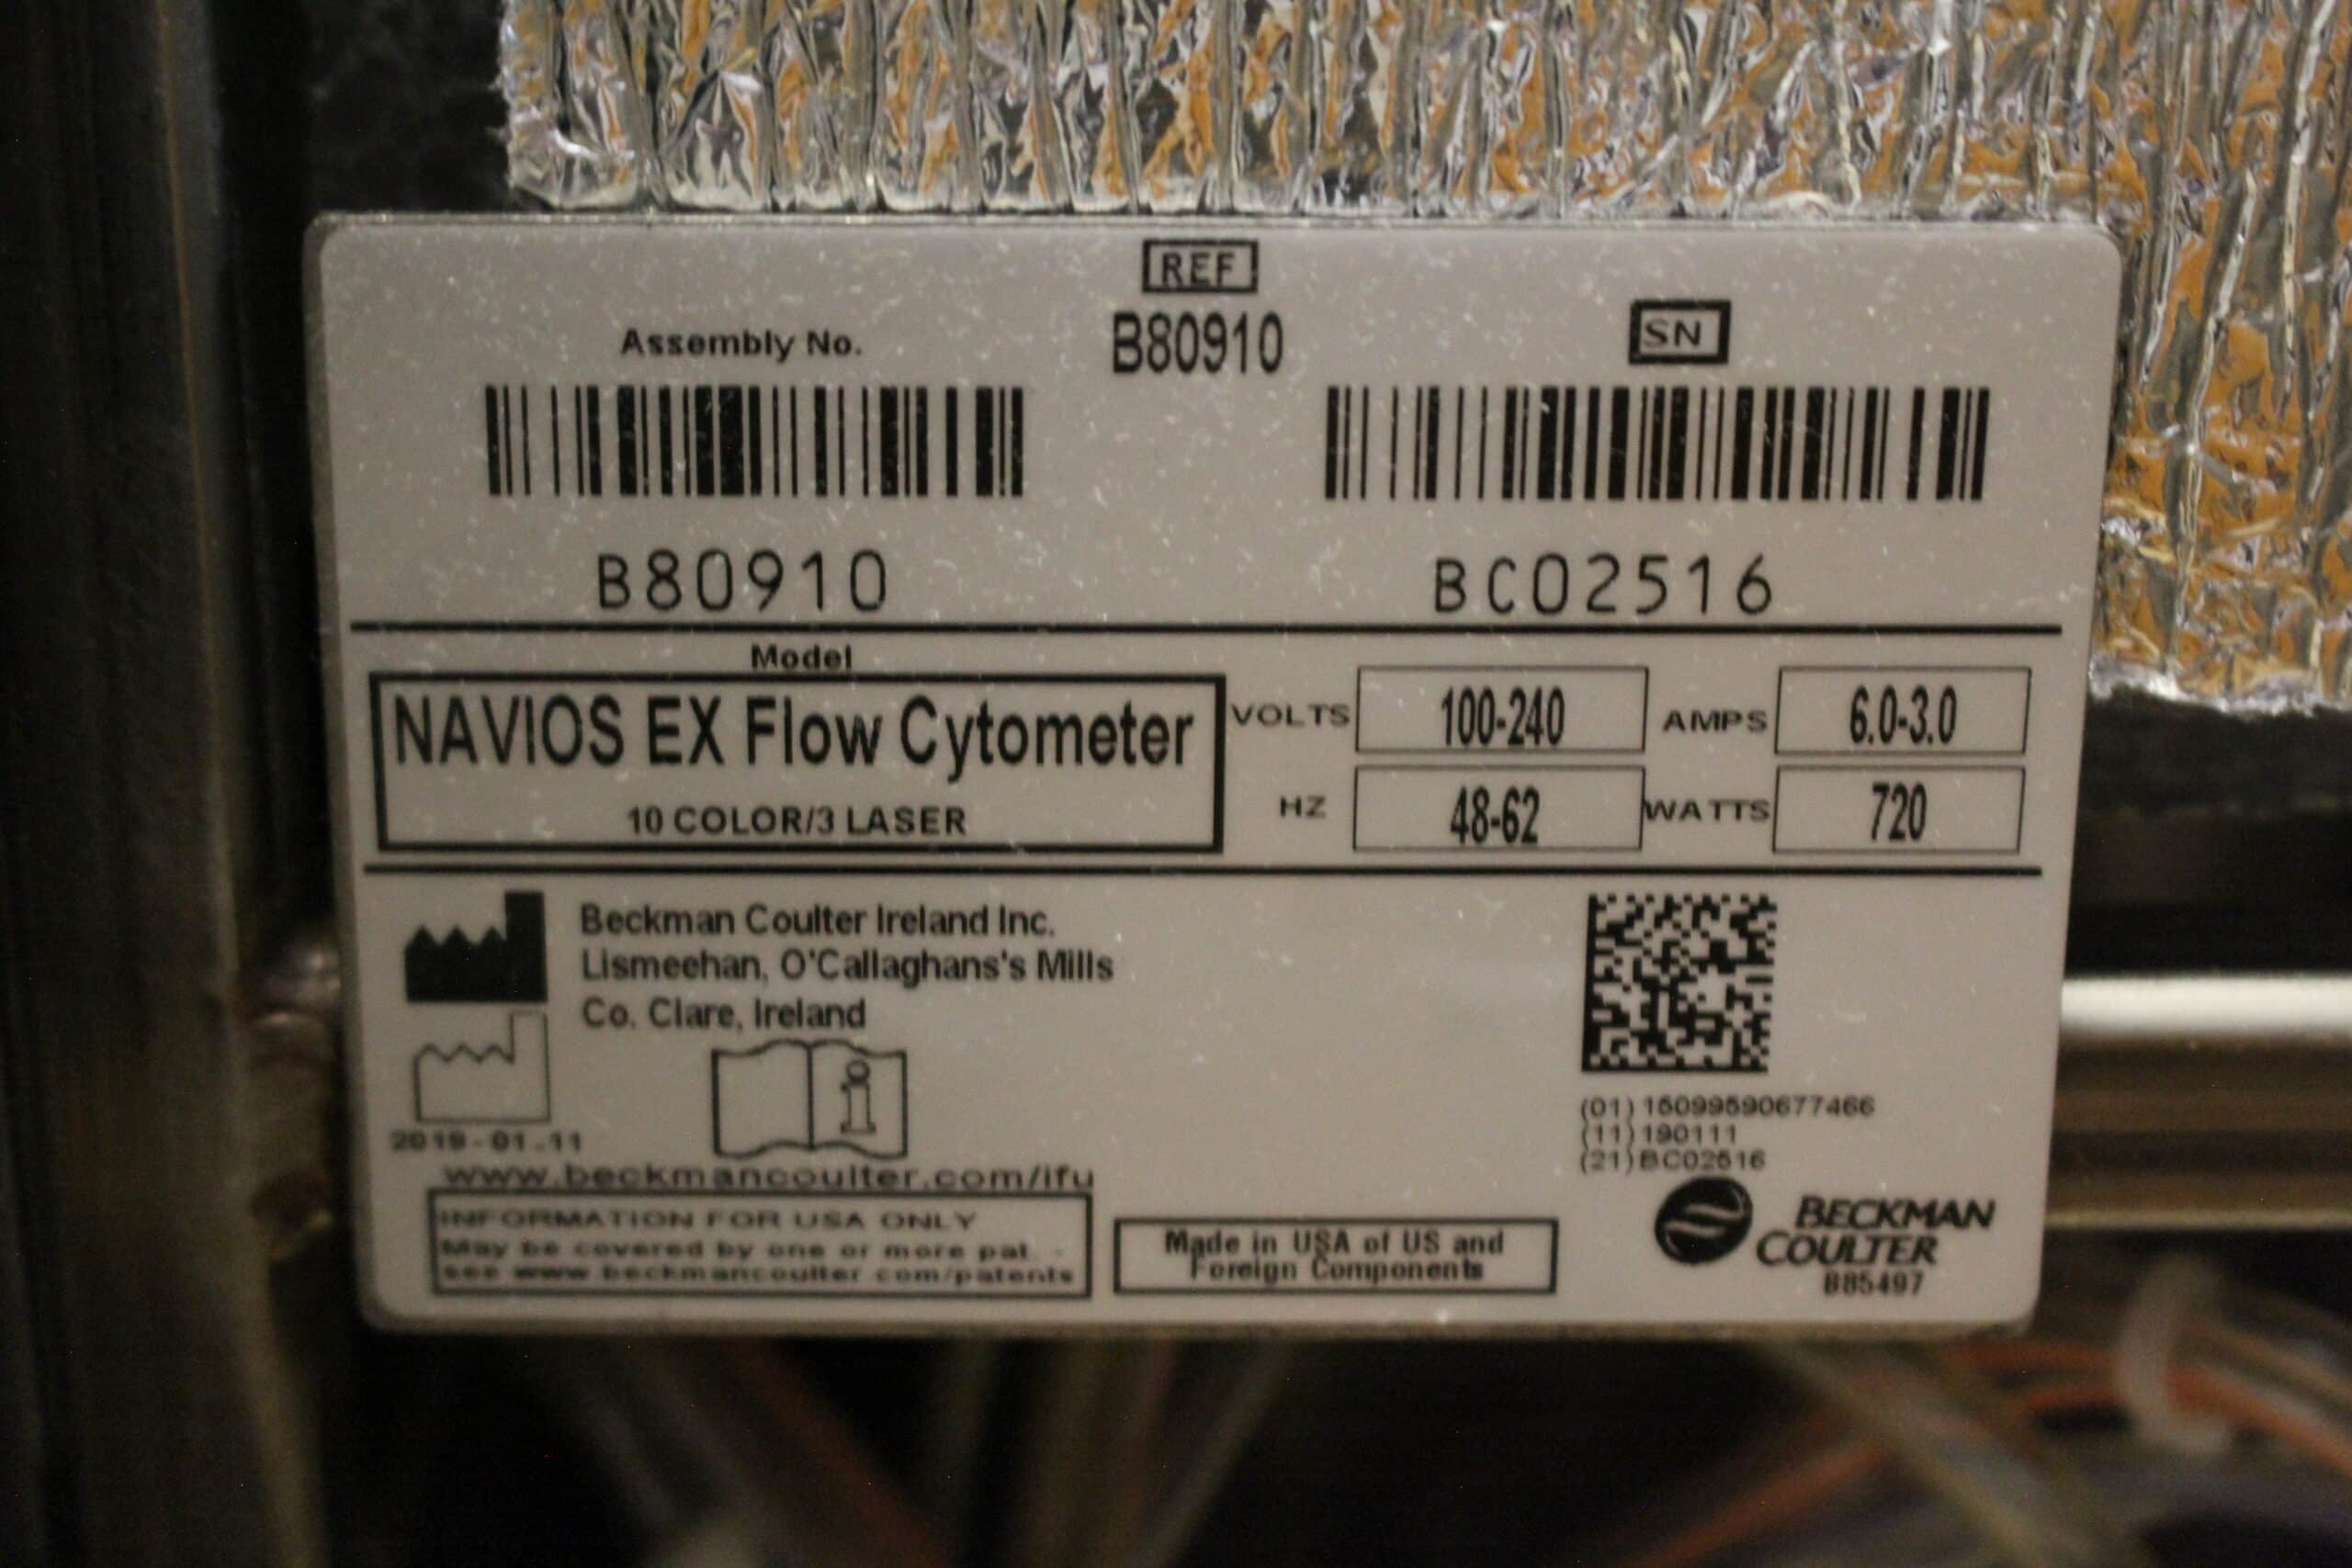 REF
B80910
Assembly No.
SN
B80910
BC02516
Model
NAVIOS EX Flow Cytometer
10 COLOR/3 LASER
VOLTS 100-240 AMPS 6.0-3.0
HZ 48-62 WATTS 720
Beckman Coulter Ireland Inc.
Lismeehan, O'Callaghans's Mills
Co. Clare, Ireland
2019-01-11
www.beckmancoulter.com/ifu
INFORMATION FOR USA ONLY
May be covered by one or more pat. -
see www.beckmancoulter.com/patents
Made in USA of US and
Foreign Components
(01) 15099590677466
(11)190111
(21)BC02516
BECKMAN
COULTER
B85497